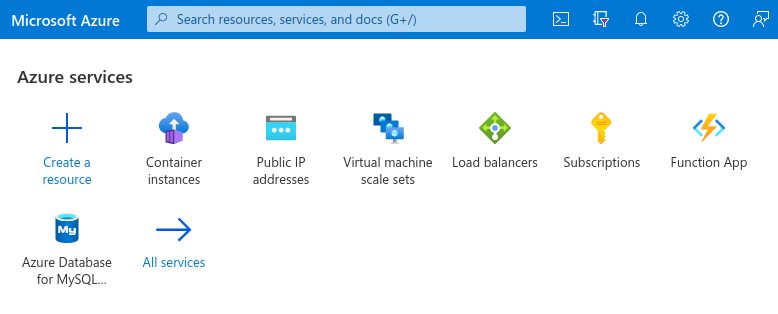 Microsoft Azure
Search resources, services, and docs (G+/)
Azure services
Create a
resource
Container
instances
Public IP
addresses
Virtual machine
scale sets
Load balancers
Subscriptions
Function App
My
Azure Database
for MySQL...
All services